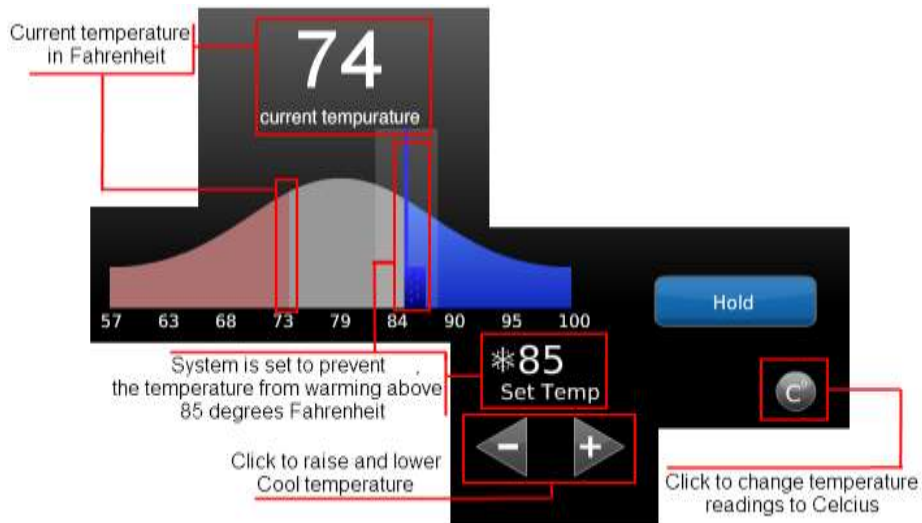 Current temperature
in Fahrenheit
74
current tempurature
57 63 68 73 79 84 90 95 100
Hold
System is set to prevent
the temperature from warming above
85 degrees Fahrenheit
*85
Set Temp
C°
- +
Click to raise and lower
Cool temperature
Click to change temperature
readings to Celcius